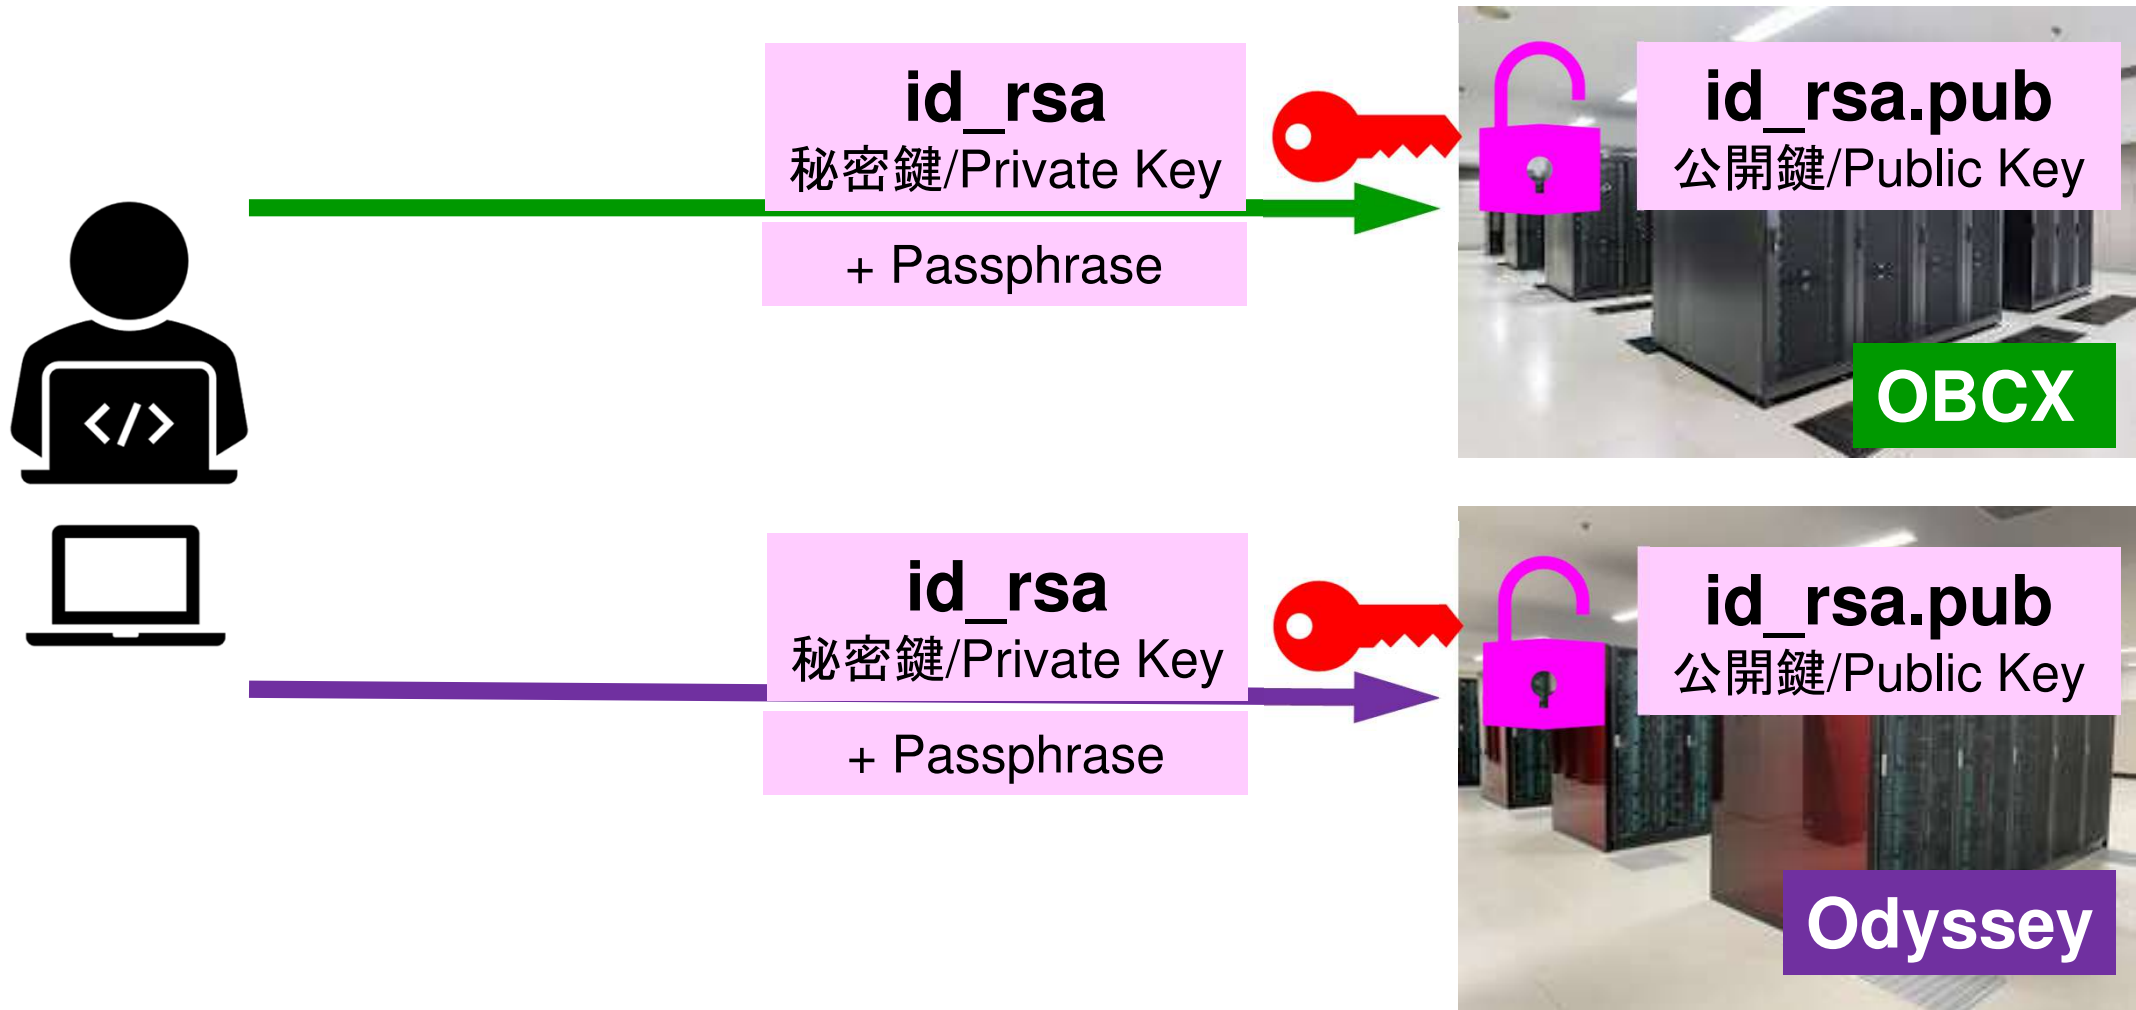 id_rsa
秘密鍵/Private Key
+ Passphrase
id_rsa.pub
公開鍵/Public Key
OBCX
</>
id_rsa
秘密鍵/Private Key
+ Passphrase
id_rsa.pub
公開鍵/Public Key
Odyssey